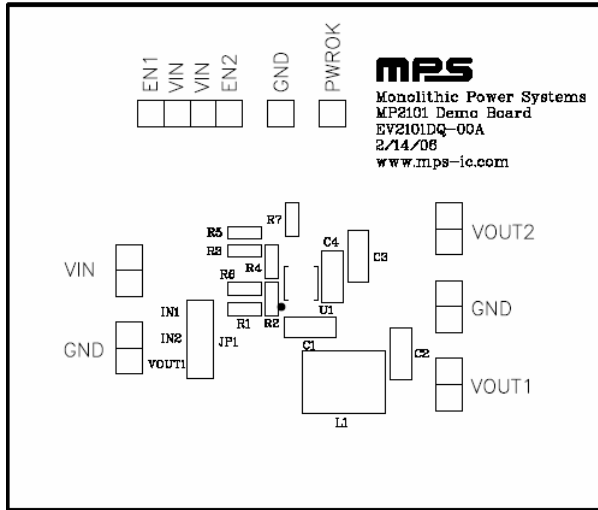 EN1
VIN
VIN
EN2
GND
PWROK
MPS
Monolithic Power Systems
MP2101 Demo Board
EV2101DQ-00A
2/14/06
www.mps-ic.com
R7
R5
R3
R4
C4
C3
VOUT2
VIN
R6
U1
GND
IN1
R1
R2
IN2
JP1
C1
GND
VOUT1
C2
VOUT1
L1